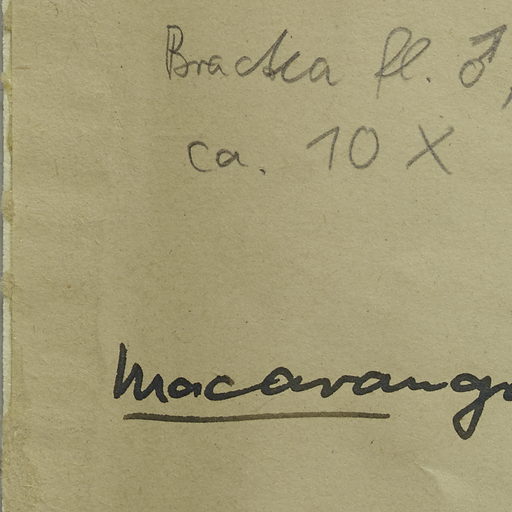 Bractea fl. ♂,
ca. 10 X
Macarang